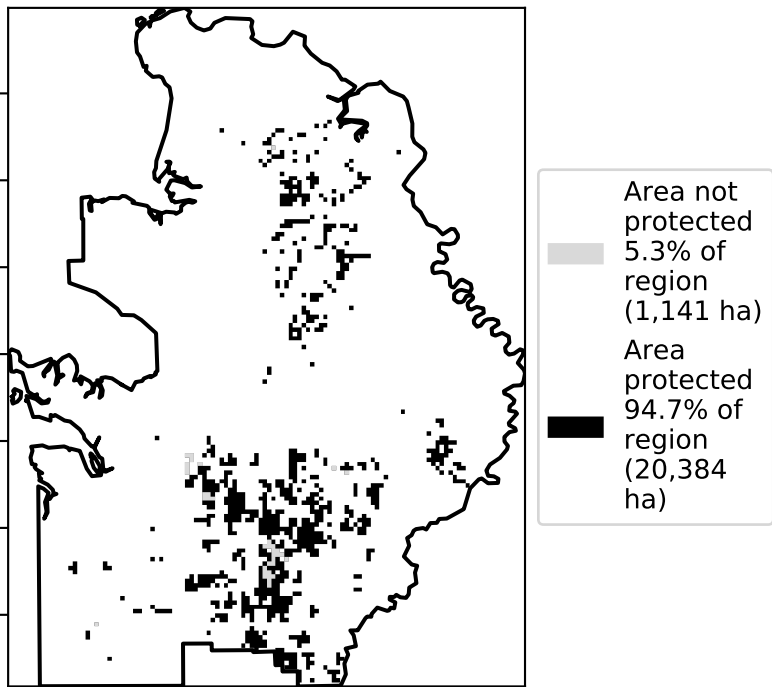 Area not
protected
5.3% of
region
(1,141 ha)
Area
protected
94.7% of
region
(20,384
ha)